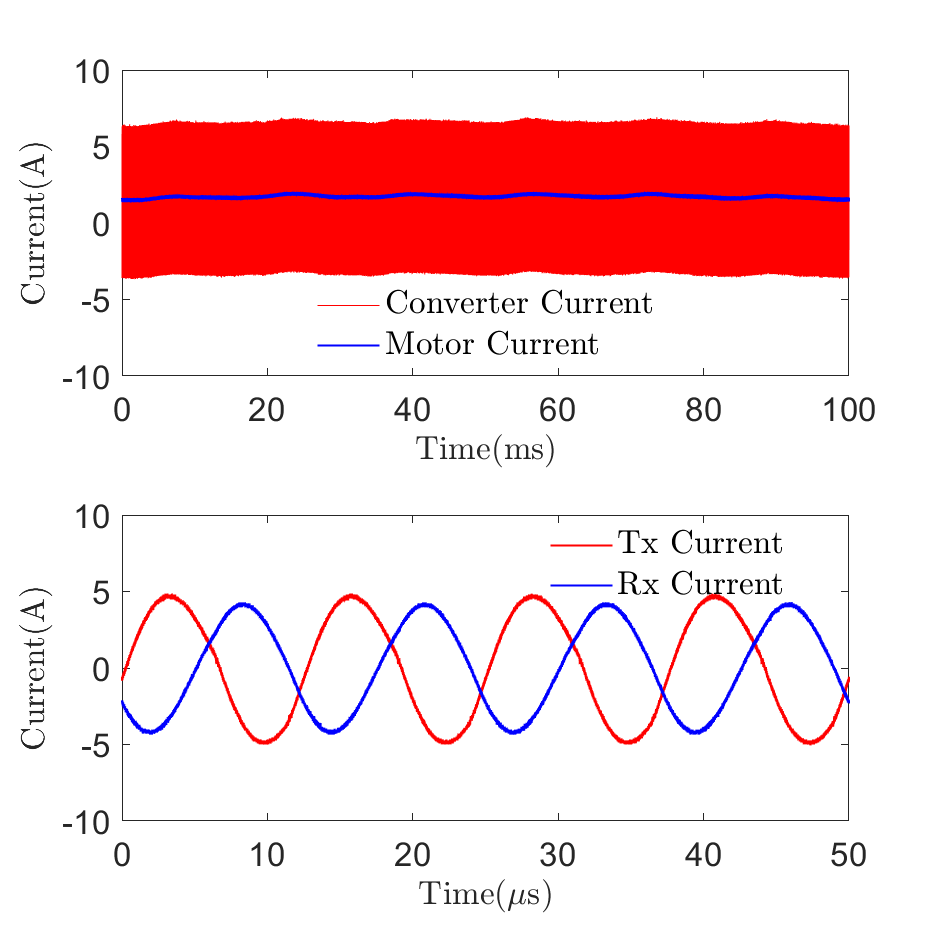 10
5
0
-5
-10
Current(A)
Converter Current
Motor Current
0 20 40 60 80 100
Time(ms)
10
5
0
-5
-10
Current(A)
Tx Current
Rx Current
0 10 20 30 40 50
Time(μs)